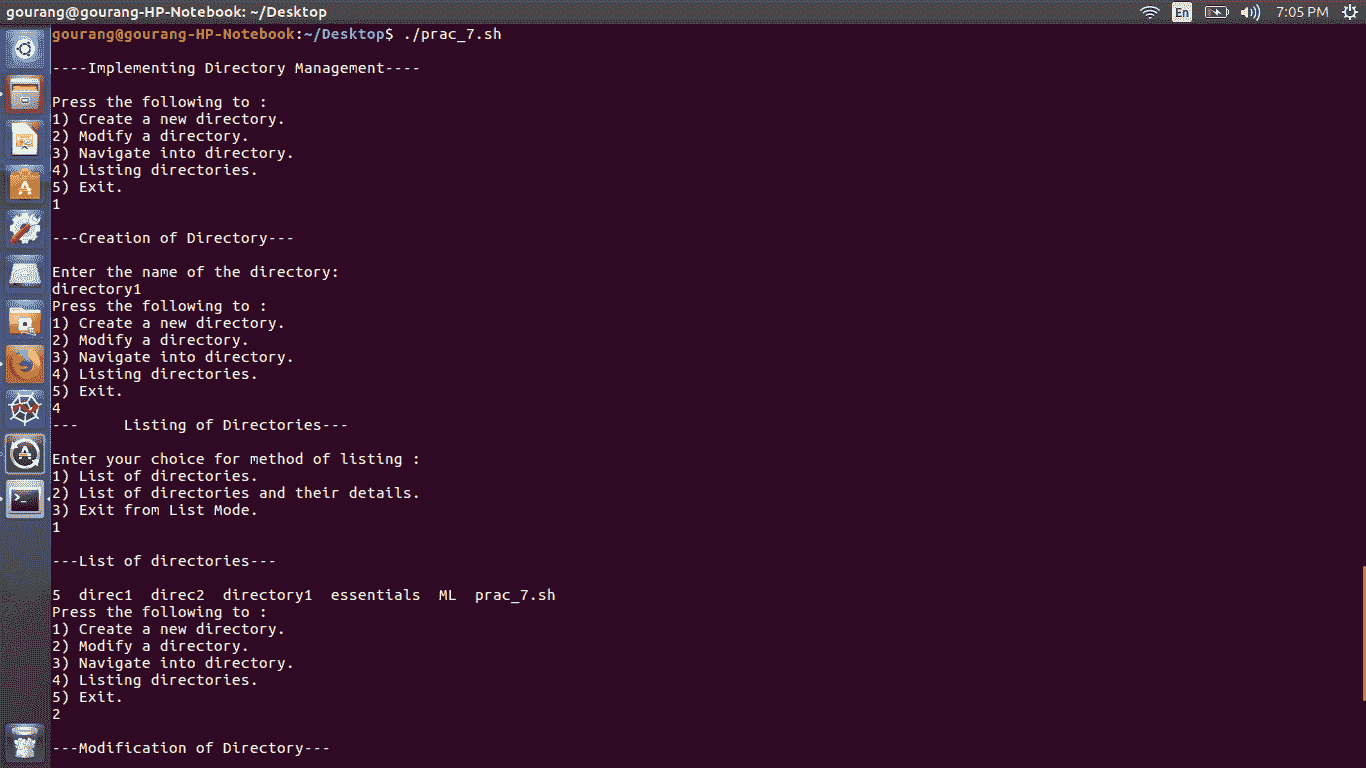 gourang@gourang-HP-Notebook: ~/Desktop
En
7:05 PM
gourang@gourang-HP-Notebook:~/Desktop$ ./prac_7.sh
----Implementing Directory Management----
Press the following to :
1) Create a new directory.
2) Modify a directory.
3) Navigate into directory.
4) Listing directories.
5) Exit.
1
---Creation of Directory---
Enter the name of the directory:
directory1
Press the following to :
1) Create a new directory.
2) Modify a directory.
3) Navigate into directory.
4) Listing directories.
5) Exit.
4
---     Listing of Directories---
Enter your choice for method of listing :
1) List of directories.
2) List of directories and their details.
3) Exit from List Mode.
1
---List of directories---
5  direc1  direc2  directory1  essentials  ML  prac_7.sh
Press the following to :
1) Create a new directory.
2) Modify a directory.
3) Navigate into directory.
4) Listing directories.
5) Exit.
2
---Modification of Directory---